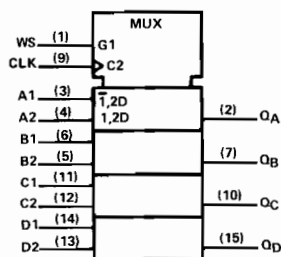 MUX
WS (1) G1
CLK (9) C2
A1 (3) 1̅,2D
A2 (4) 1,2D (2) QA
B1 (6)
B2 (5) (7) QB
C1 (11)
C2 (12) (10) QC
D1 (14)
D2 (13) (15) QD